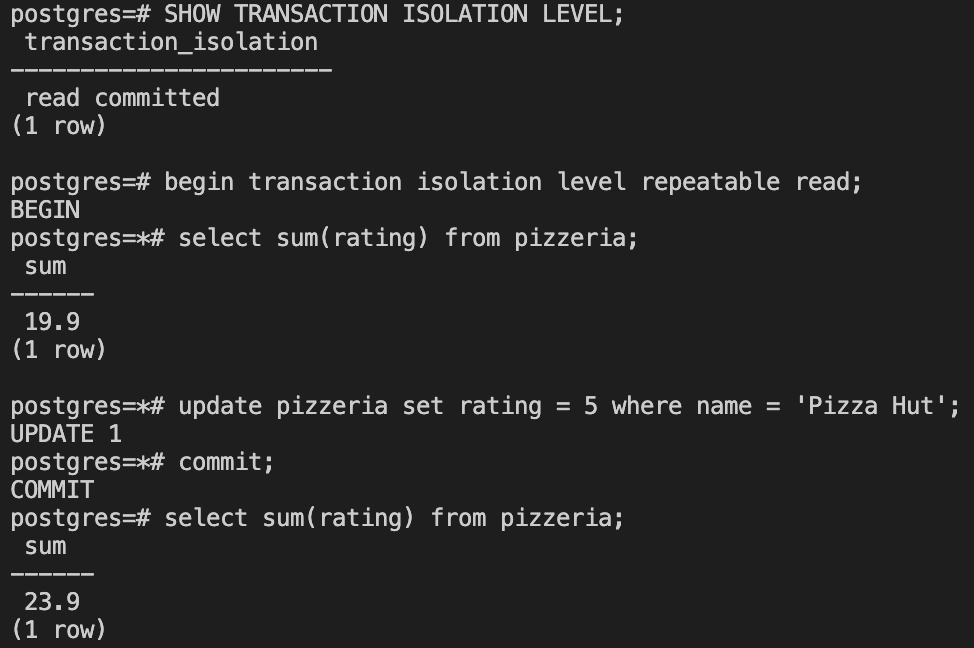 postgres=# SHOW TRANSACTION ISOLATION LEVEL;
 transaction_isolation
-----------------------
 read committed
(1 row)

postgres=# begin transaction isolation level repeatable read;
BEGIN
postgres=*# select sum(rating) from pizzeria;
 sum
------
 19.9
(1 row)

postgres=*# update pizzeria set rating = 5 where name = 'Pizza Hut';
UPDATE 1
postgres=*# commit;
COMMIT
postgres=# select sum(rating) from pizzeria;
 sum
------
 23.9
(1 row)